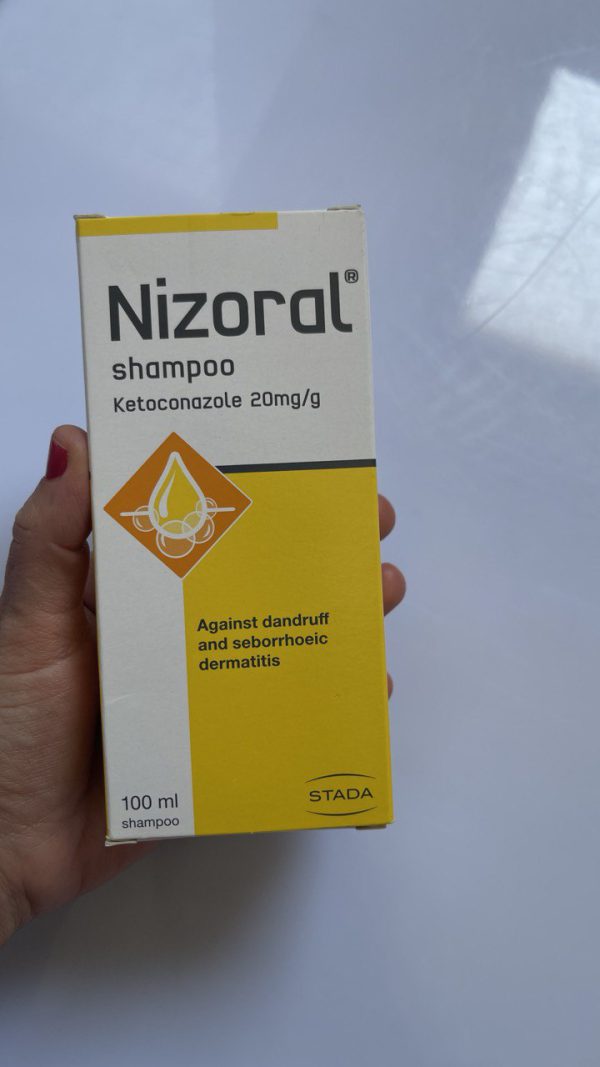 Nizoral®
shampoo
Ketoconazole 20mg/g
Against dandruff
and seborrhoeic
dermatitis
100 ml
shampoo
STADA